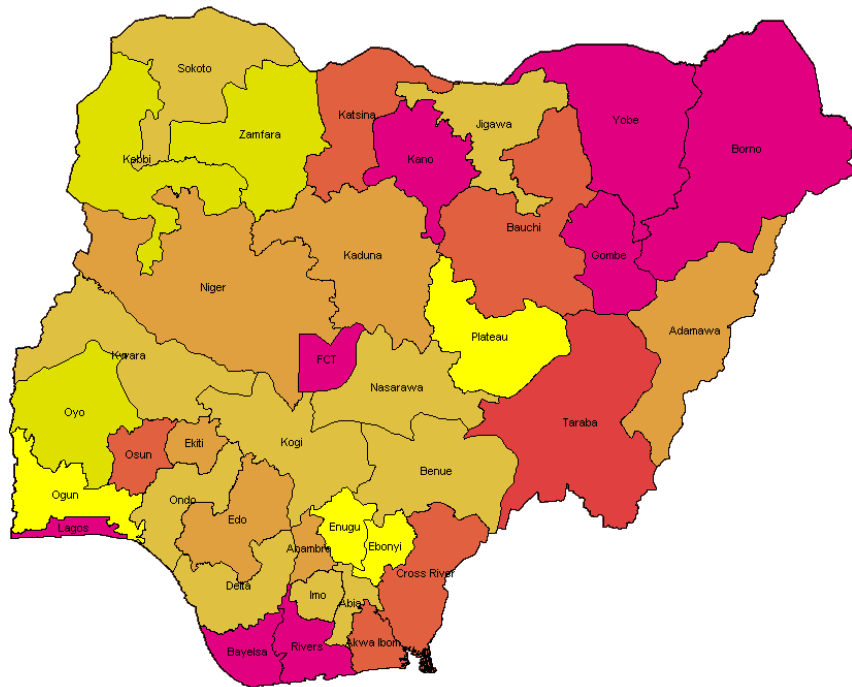 Sokoto
Katsina
Jigawa
Yobe
Zamfara
Borno
Kebbi
Kano
Bauchi
Gombe
Kaduna
Niger
Adamawa
Plateau
Kwara
FCT
Nasarawa
Oyo
Taraba
Ekiti
Kogi
Osun
Benue
Ogun
Ondo
Edo
Enugu
Lagos
Anambra
Ebonyi
Cross River
Delta
Imo
Abia
Akwa Ibom
Bayelsa
Rivers